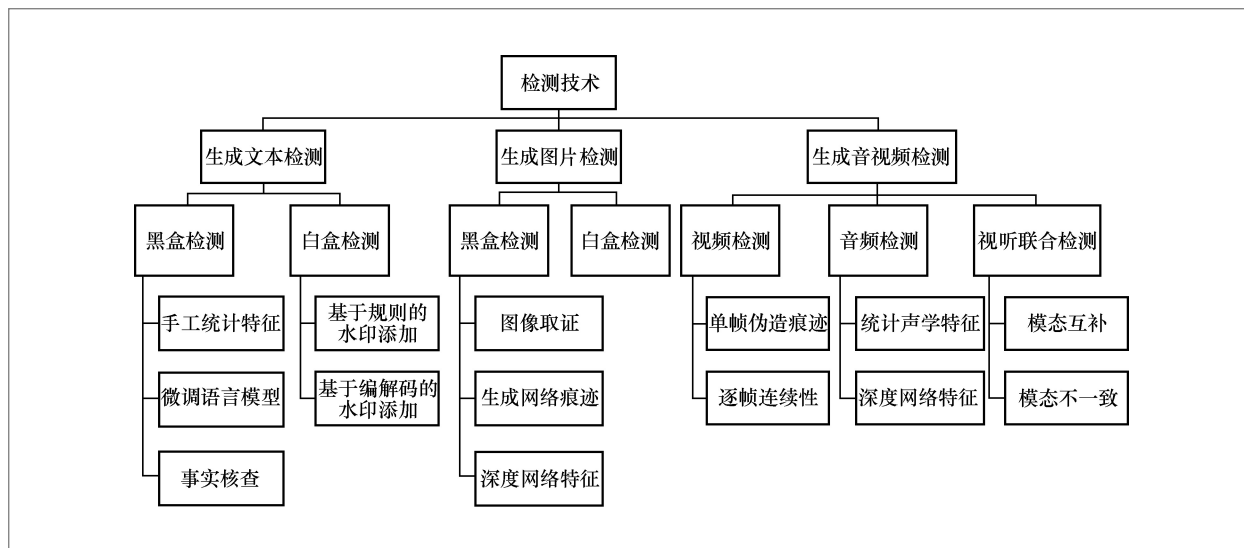 检测技术
生成文本检测
生成图片检测
生成音视频检测
黑盒检测
白盒检测
黑盒检测
白盒检测
视频检测
音频检测
视听联合检测
手工统计特征
基于规则的
水印添加
图像取证
单帧伪造痕迹
统计声学特征
模态互补
微调语言模型
基于编解码的
水印添加
生成网络痕迹
逐帧连续性
深度网络特征
模态不一致
事实核查
深度网络特征